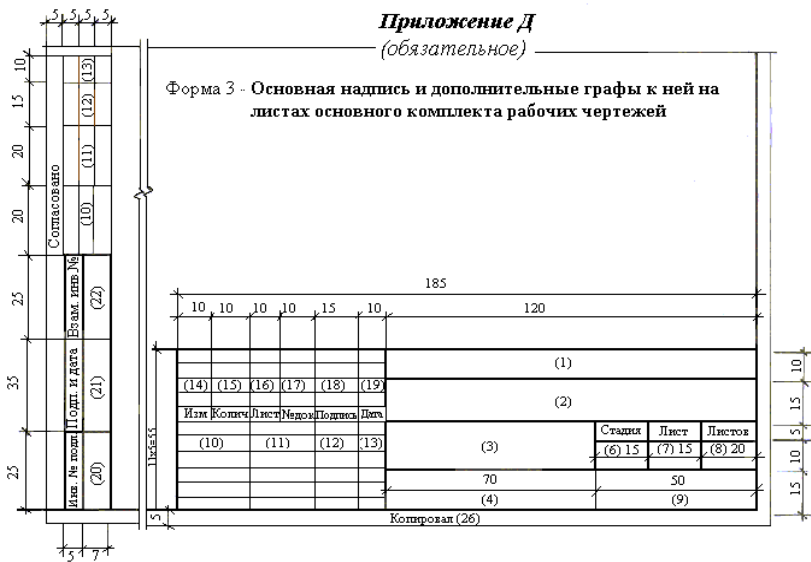 Приложение Д
(обязательное)
Форма 3 - Основная надпись и дополнительные графы к ней на
листах основного комплекта рабочих чертежей
5 5 5 5
10
15
20
20
25
35
25
Согласовано
(13)
(12)
(11)
(10)
Взам. инв №
(22)
Подп. и дата
(21)
Инв. № подп
(20)
5 7
185
10 10 10 10 15 10 120
(1)
(14) (15) (16) (17) (18) (19)
(2)
Изм Колич Лист №док Подпись Дата
(10) (11) (12) (13)
(3)
Стадия Лист Листов
(6) 15 (7) 15 (8) 20
70 50
(4) (9)
11х5=55
5
Копировал (26)
10
15
5
10
15